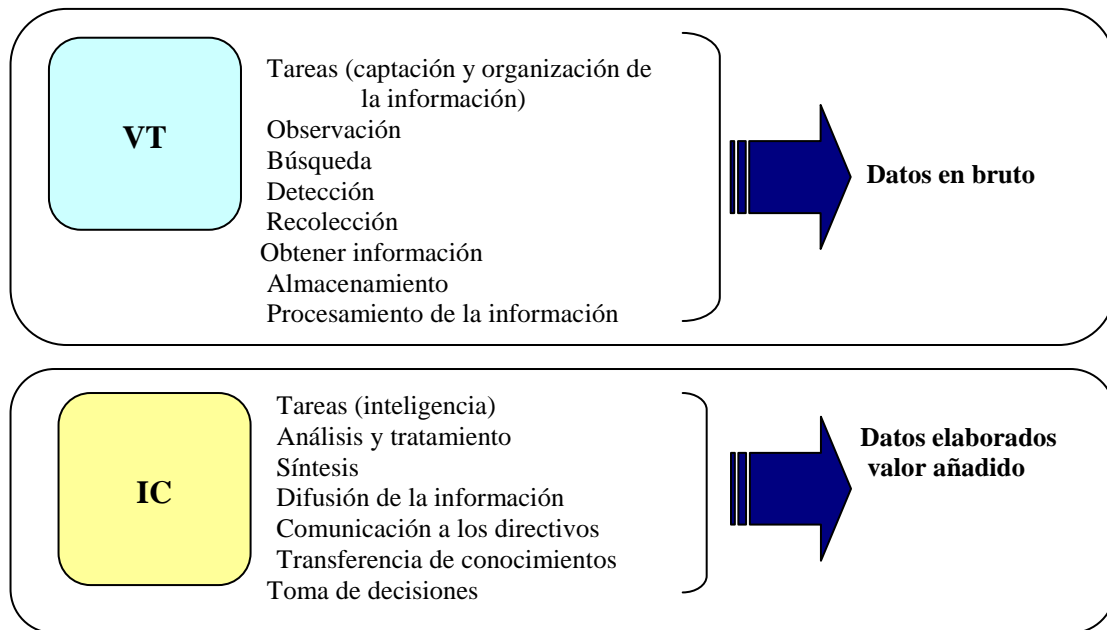 VT
Tareas (captación y organización de
la información)
Observación
Búsqueda
Detección
Recolección
Obtener información
Almacenamiento
Procesamiento de la información
Datos en bruto
IC
Tareas (inteligencia)
Análisis y tratamiento
Síntesis
Difusión de la información
Comunicación a los directivos
Transferencia de conocimientos
Toma de decisiones
Datos elaborados
valor añadido